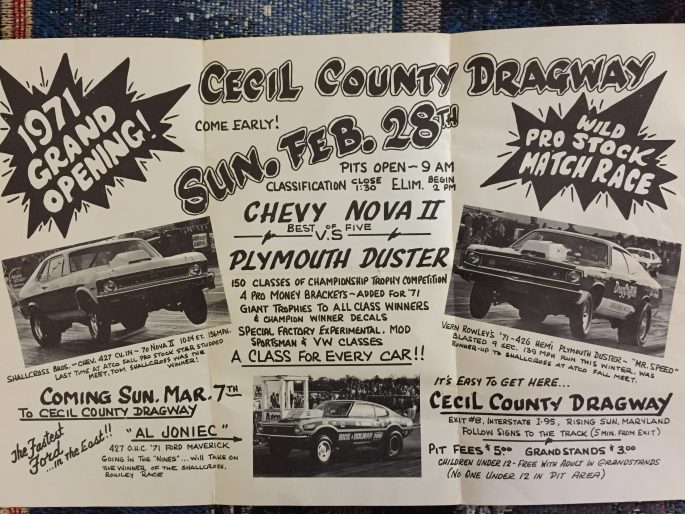 1971
GRAND
OPENING!
CECIL COUNTY DRAGWAY
COME EARLY!
SUN. FEB. 28TH
PITS OPEN - 9 AM
CLASSIFICATION CLOSE 1:30 ELIM. BEGIN 2 PM
WILD
PRO STOCK
MATCH RACE
CHEVY NOVA II
BEST OF FIVE
V.S
PLYMOUTH DUSTER
150 CLASSES OF CHAMPIONSHIP TROPHY COMPETITION
4 PRO MONEY BRACKETS - ADDED FOR '71
GIANT TROPHIES TO ALL CLASS WINNERS
& CHAMPION WINNER DECALS
SPECIAL FACTORY EXPERIMENTAL, MOD
SPORTSMAN & VW CLASSES
A CLASS FOR EVERY CAR!!
SHALLCROSS BROS. - CHEV. 427 CU.IN - 70 NOVA II 10.04 ET. 136 MPH.
LAST TIME AT ATCO FALL PRO STOCK STAR STUDDED
MEET, TOM SHALLCROSS WAS THE
WINNER!
VERN ROWLEY'S '71 - 426 HEMI PLYMOUTH DUSTER - "MR. SPEED"
BLASTED 9 SEC. 139 MPH RUN THIS WINTER. WAS
RUNNER-UP TO SHALLCROSS AT ATCO FALL MEET.
COMING SUN. MAR. 7TH
TO CECIL COUNTY DRAGWAY
The Fastest
Ford
... in the East!!
"AL JONIEC"
427 O.H.C. '71 FORD MAVERICK
GOING IN THE "NINES"... WILL TAKE ON
THE WINNER OF THE SHALLCROSS,
ROWLEY RACE
IT'S EASY TO GET HERE...
CECIL COUNTY DRAGWAY
EXIT #8, INTERSTATE I-95, RISING SUN, MARYLAND
FOLLOW SIGNS TO THE TRACK (5 MIN. FROM EXIT)
PIT FEES $5.00 GRANDSTANDS $3.00
CHILDREN UNDER 12 - FREE WITH ADULT IN GRANDSTANDS
(NO ONE UNDER 12 IN PIT AREA)